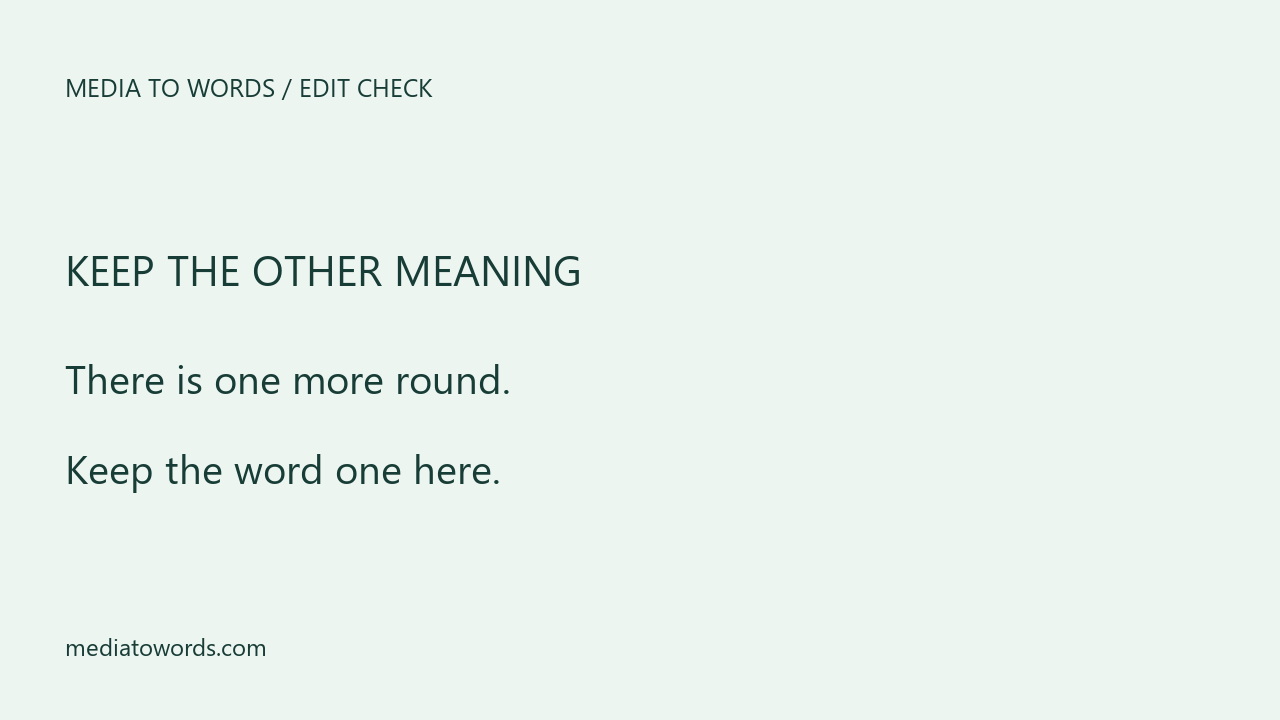 MEDIA TO WORDS / EDIT CHECK
KEEP THE OTHER MEANING
There is one more round.
Keep the word one here.
mediatowords.com